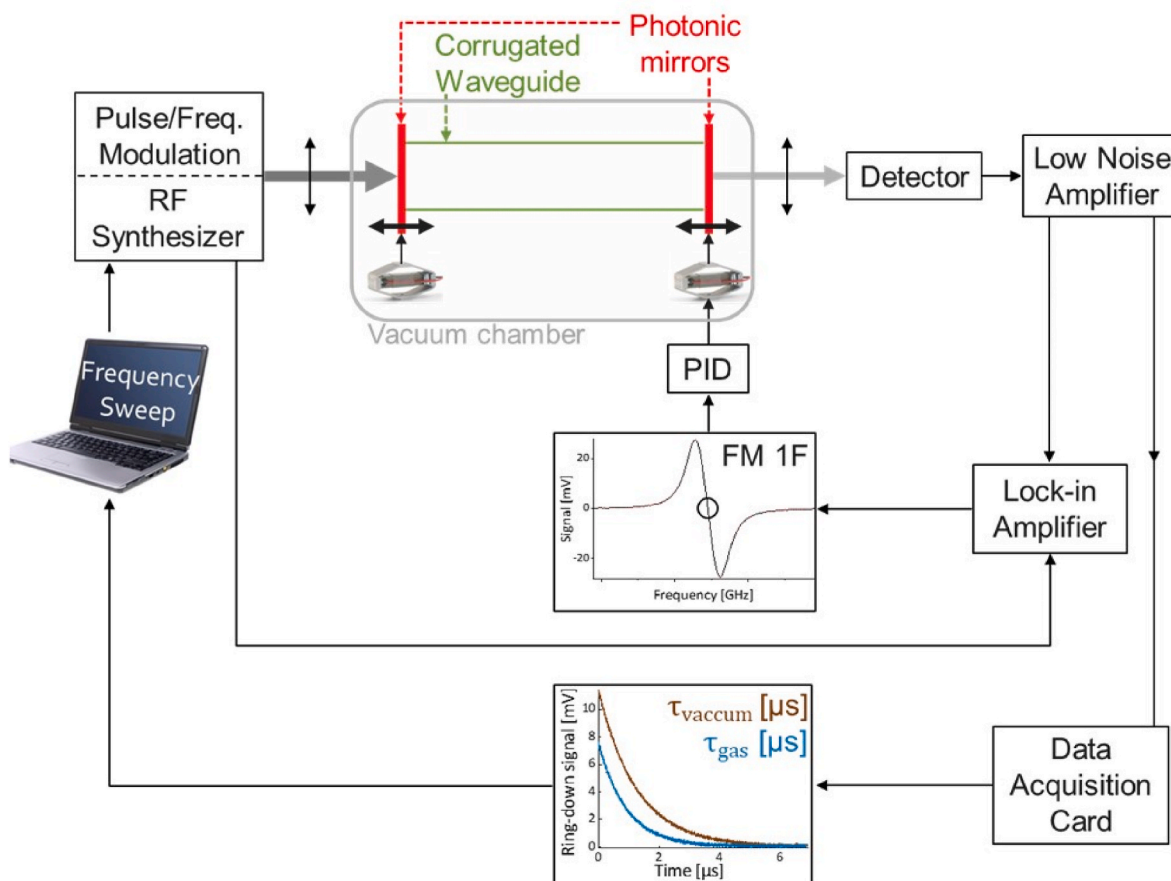 Photonic
mirrors
Corrugated
Waveguide
Pulse/Freq.
Modulation
RF
Synthesizer
Detector
Low Noise
Amplifier
Vacuum chamber
Frequency
Sweep
PID
FM 1F
20
0
-20
Signal [mV]
Frequency [GHz]
Lock-in
Amplifier
τvaccum [µs]
τgas [µs]
10
8
6
4
2
0
Ring-down signal [mV]
0 2 4 6
Time [µs]
Data
Acquisition
Card